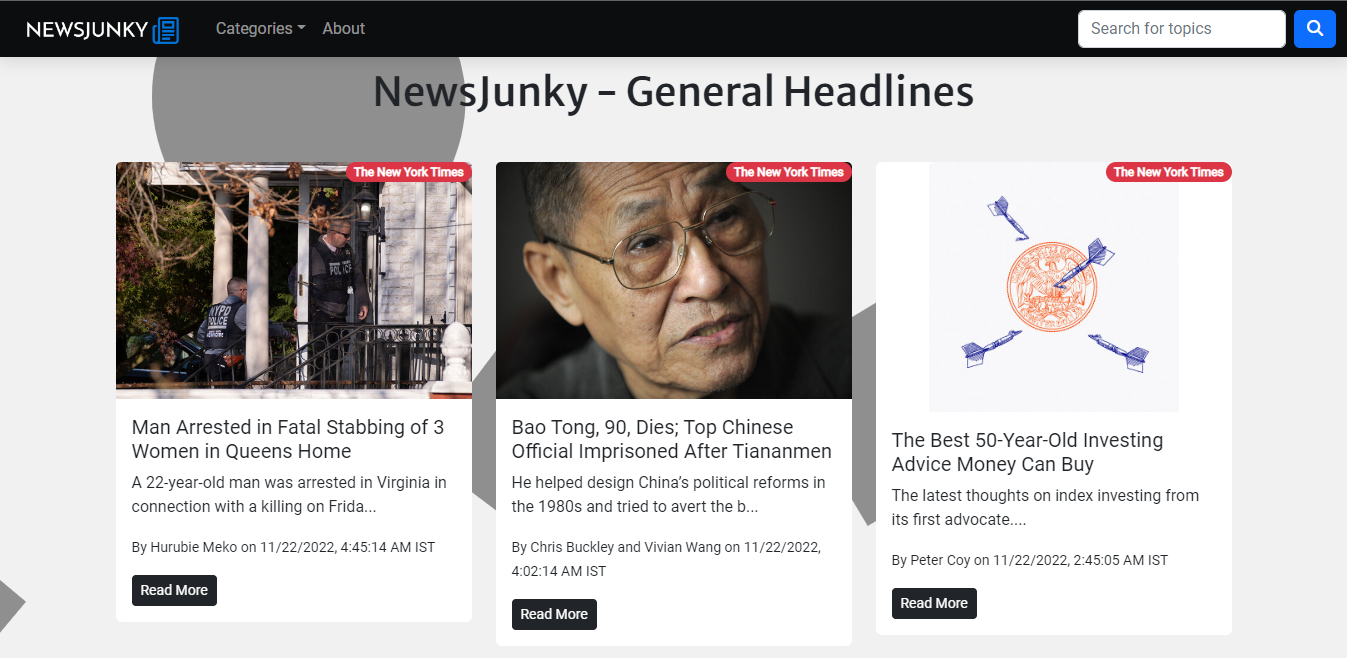 NEWSJUNKY
Categories
About
Search for topics
NewsJunky - General Headlines
The New York Times
POLICE
NYPD
POLICE
Man Arrested in Fatal Stabbing of 3
Women in Queens Home
A 22-year-old man was arrested in Virginia in
connection with a killing on Frida...
By Hurubie Meko on 11/22/2022, 4:45:14 AM IST
Read More
The New York Times
Bao Tong, 90, Dies; Top Chinese
Official Imprisoned After Tiananmen
He helped design China’s political reforms in
the 1980s and tried to avert the b...
By Chris Buckley and Vivian Wang on 11/22/2022,
4:02:14 AM IST
Read More
The New York Times
The Best 50-Year-Old Investing
Advice Money Can Buy
The latest thoughts on index investing from
its first advocate....
By Peter Coy on 11/22/2022, 2:45:05 AM IST
Read More